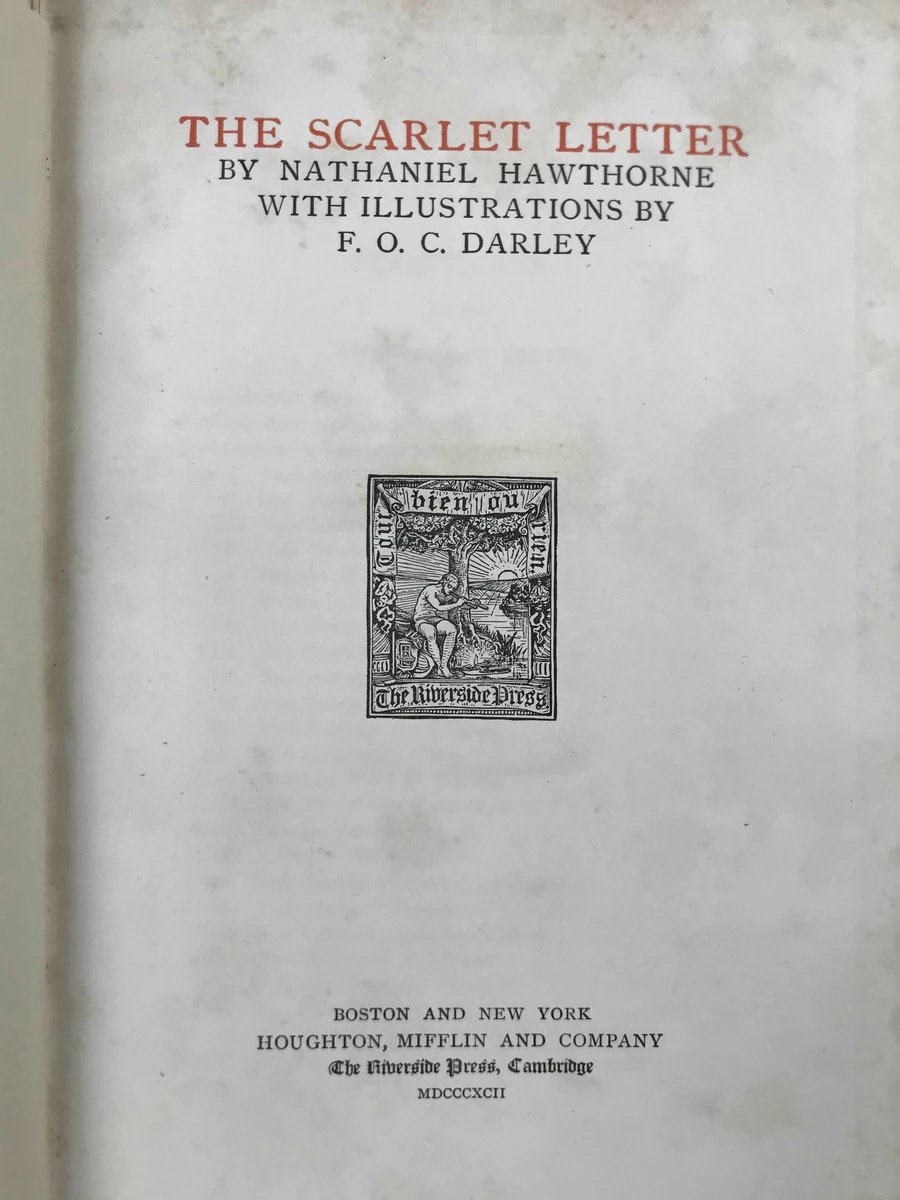 THE SCARLET LETTER
BY NATHANIEL HAWTHORNE
WITH ILLUSTRATIONS BY
F. O. C. DARLEY
Tout bien ou rien.
The Riverside Press
BOSTON AND NEW YORK
HOUGHTON, MIFFLIN AND COMPANY
The Riverside Press, Cambridge
MDCCCXCII